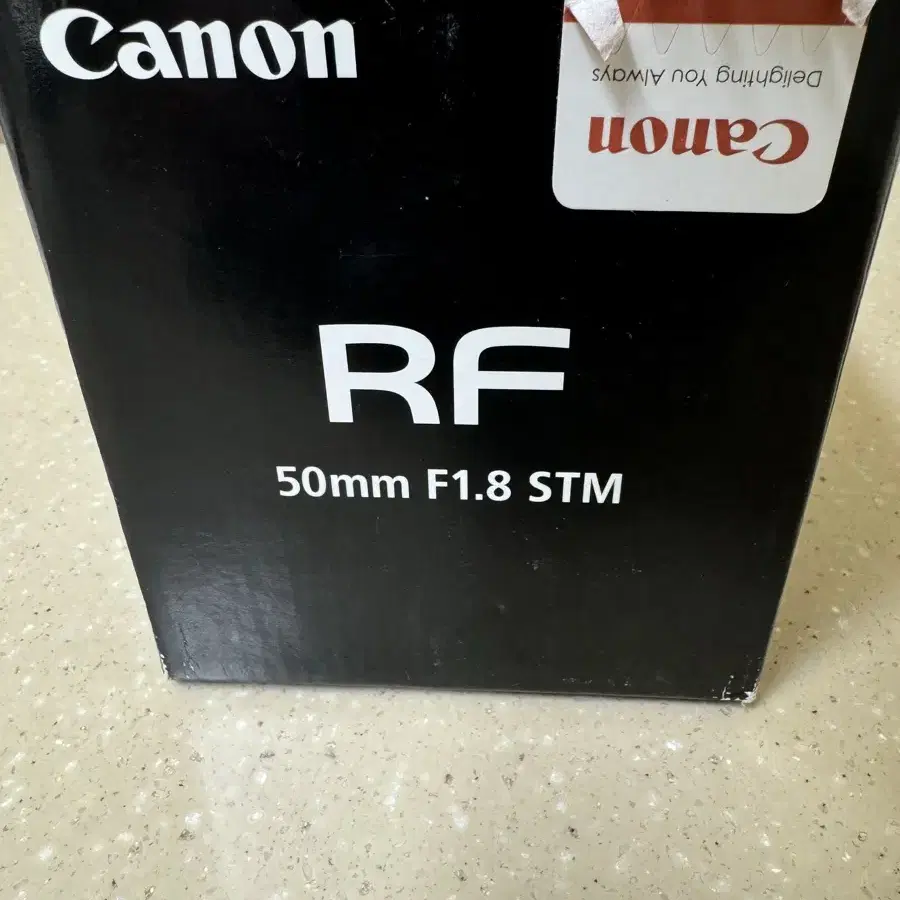 Canon
Canon
Delighting You Always
RF
50mm F1.8 STM